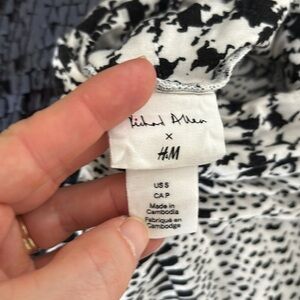 Richard Allan
x
H&M
US S
CA P
Made in
Cambodia
Fabriqué en
Cambodge